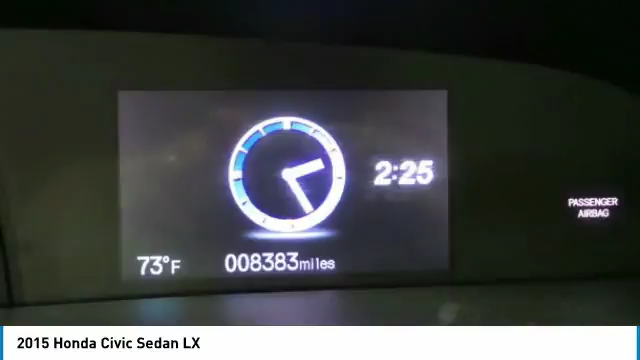 2:25
PASSENGER
AIRBAG
73°F 008383miles
2015 Honda Civic Sedan LX